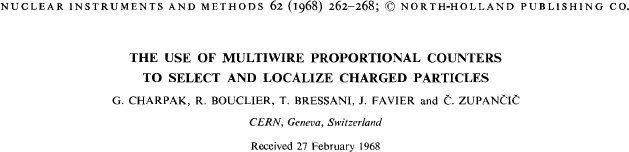 NUCLEAR INSTRUMENTS AND METHODS 62 (1968) 262–268; © NORTH-HOLLAND PUBLISHING CO.
THE USE OF MULTIWIRE PROPORTIONAL COUNTERS
TO SELECT AND LOCALIZE CHARGED PARTICLES
G. CHARPAK, R. BOUCLIER, T. BRESSANI, J. FAVIER and Č. ZUPANČIČ
CERN, Geneva, Switzerland
Received 27 February 1968